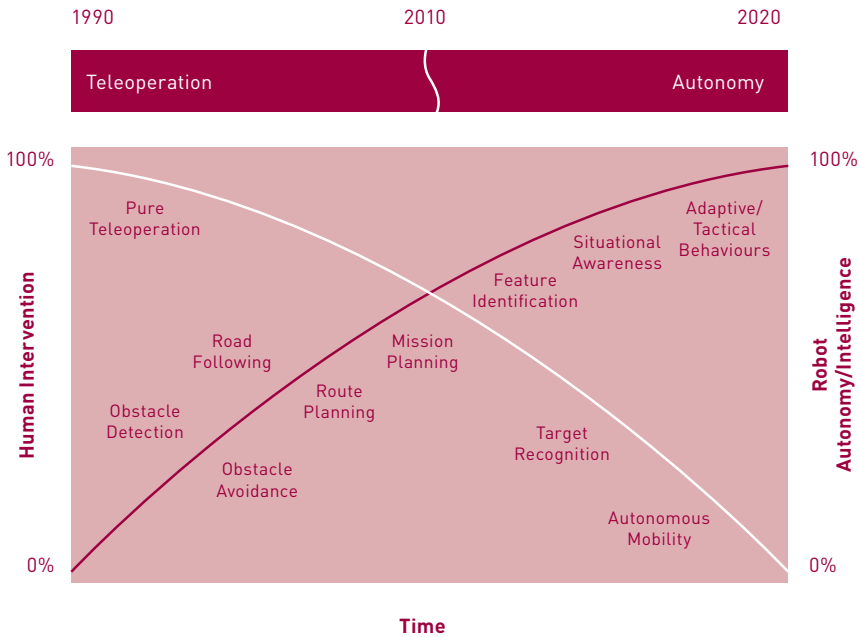 1990
2010
2020
Teleoperation
Autonomy
100%
100%
Pure
Teleoperation
Adaptive/
Tactical
Behaviours
Situational
Awareness
Feature
Identification
Road
Following
Mission
Planning
Route
Planning
Obstacle
Detection
Target
Recognition
Obstacle
Avoidance
Autonomous
Mobility
Human Intervention
Robot
Autonomy/Intelligence
0%
0%
Time